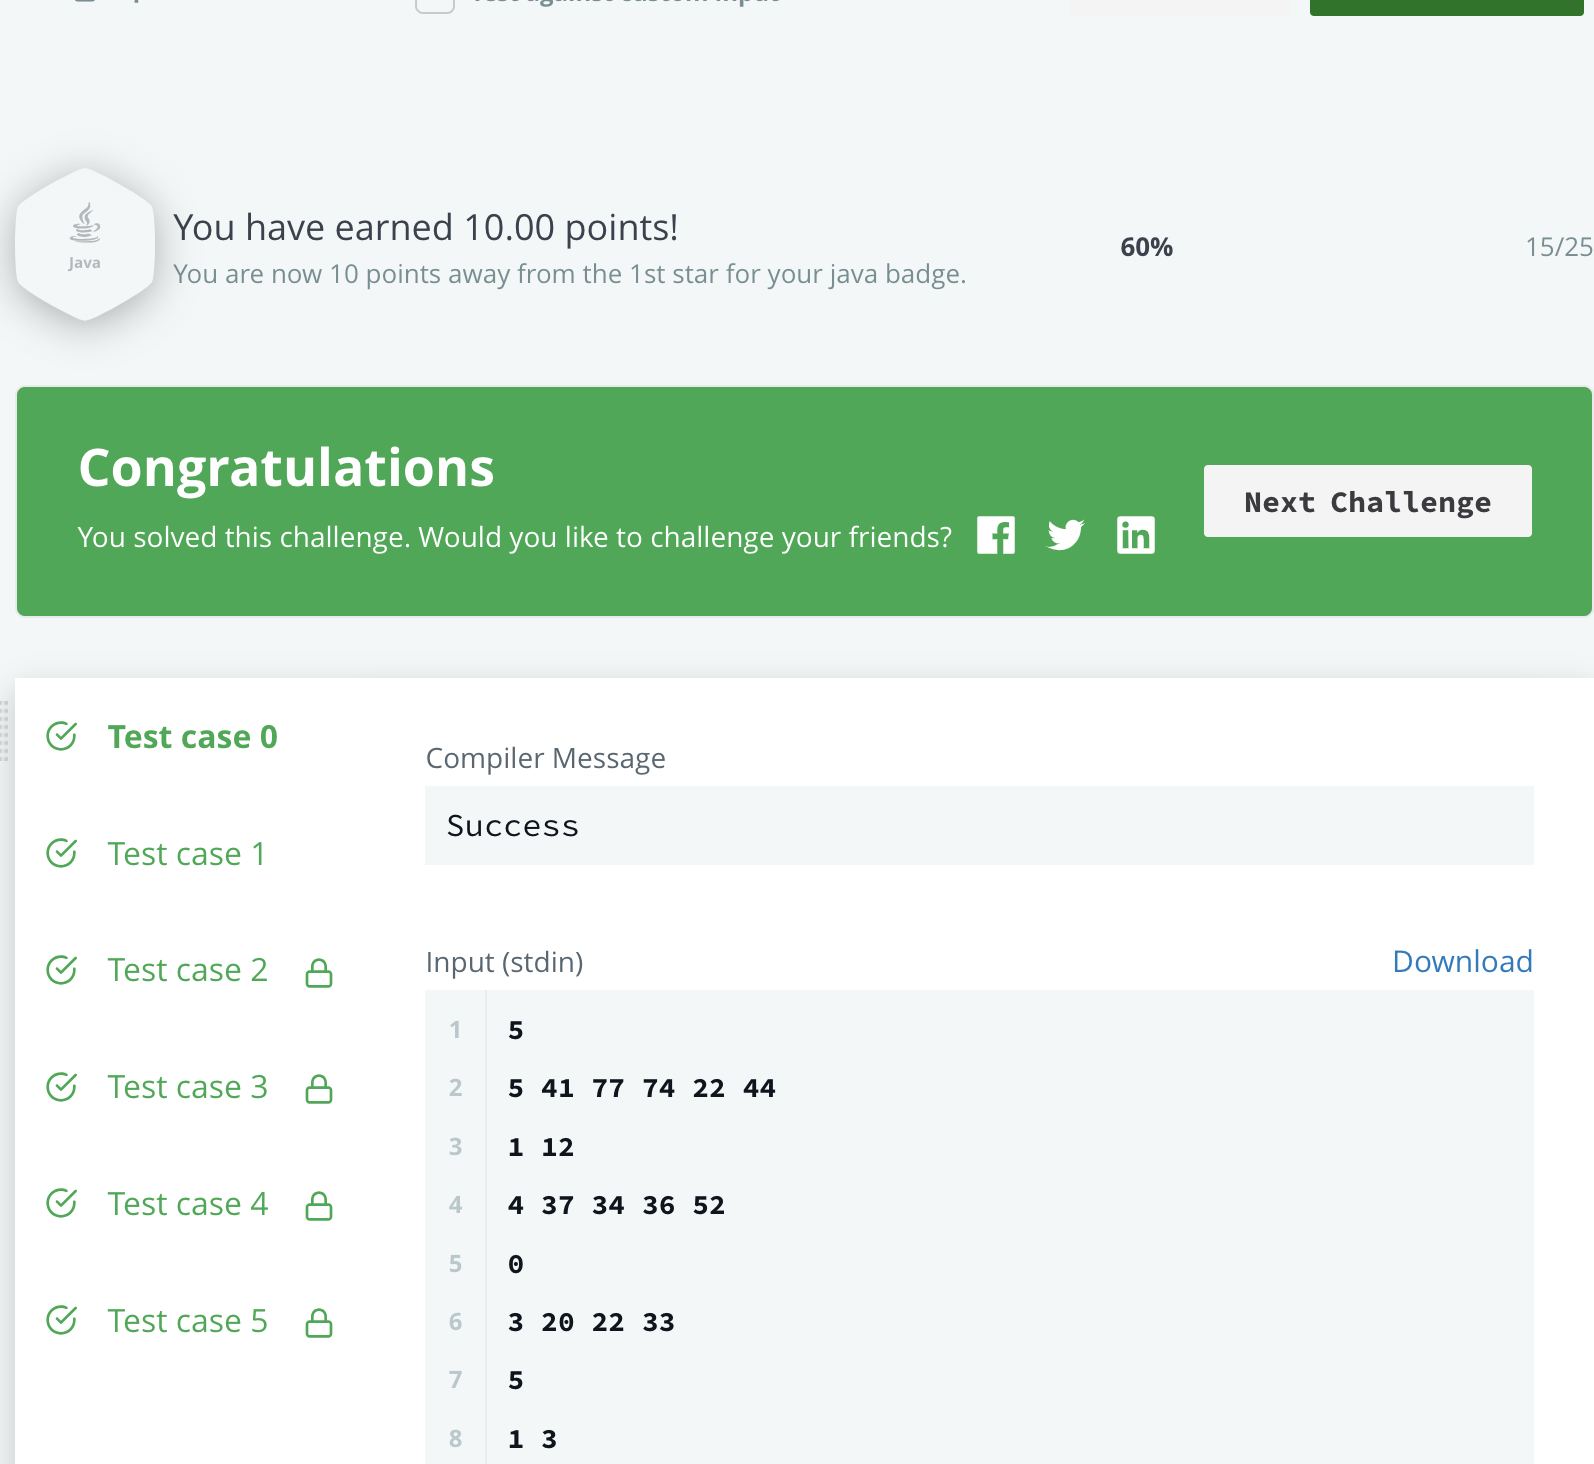 Test against custom input
Java
You have earned 10.00 points!
You are now 10 points away from the 1st star for your java badge.
60%
15/25
Congratulations
You solved this challenge. Would you like to challenge your friends?
Next Challenge
Test case 0
Test case 1
Test case 2
Test case 3
Test case 4
Test case 5
Compiler Message
Success
Input (stdin)
Download
1 5
2 5 41 77 74 22 44
3 1 12
4 4 37 34 36 52
5 0
6 3 20 22 33
7 5
8 1 3